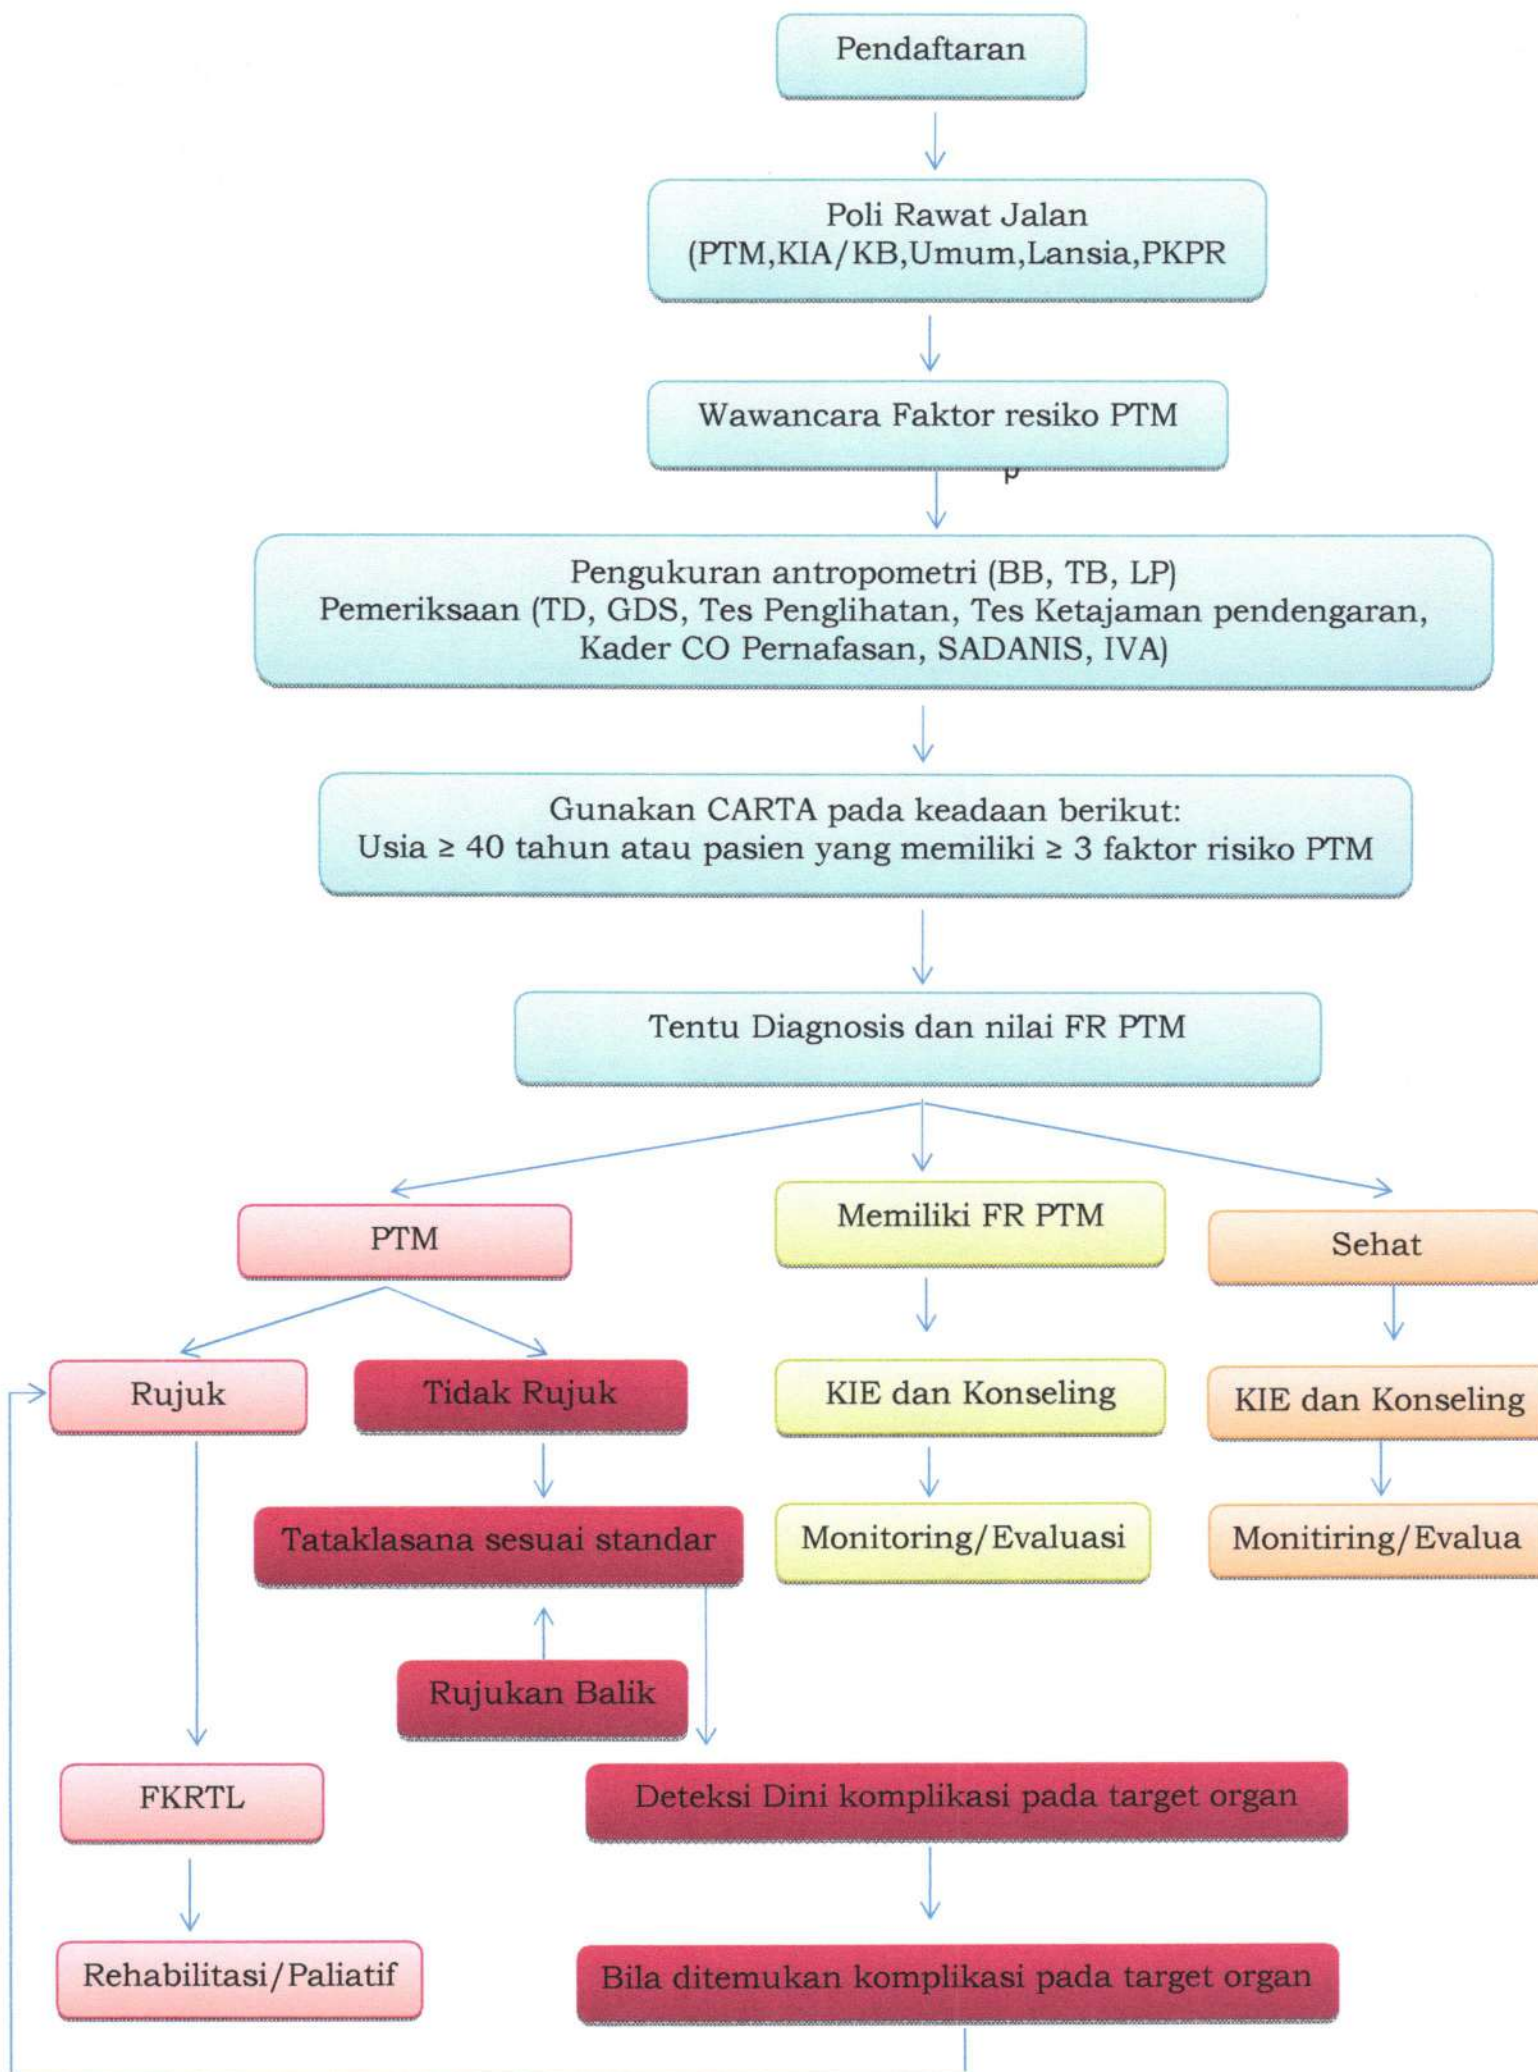 Pendaftaran
Poli Rawat Jalan
(PTM,KIA/KB,Umum,Lansia,PKPR
Wawancara Faktor resiko PTM
p
Pengukuran antropometri (BB, TB, LP)
Pemeriksaan (TD, GDS, Tes Penglihatan, Tes Ketajaman pendengaran,
Kader CO Pernafasan, SADANIS, IVA)
Gunakan CARTA pada keadaan berikut:
Usia ≥ 40 tahun atau pasien yang memiliki ≥ 3 faktor risiko PTM
Tentu Diagnosis dan nilai FR PTM
PTM
Memiliki FR PTM
Sehat
Rujuk
Tidak Rujuk
KIE dan Konseling
KIE dan Konseling
Tataklasana sesuai standar
Monitoring/Evaluasi
Monitiring/Evalua
Rujukan Balik
FKRTL
Deteksi Dini komplikasi pada target organ
Rehabilitasi/Paliatif
Bila ditemukan komplikasi pada target organ